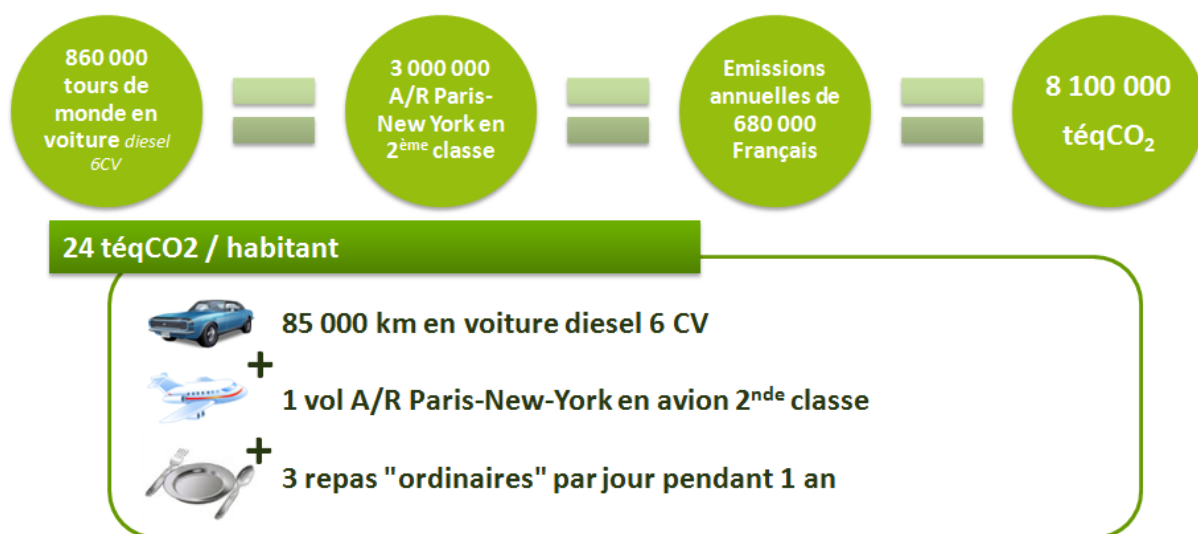 860 000
tours de
monde en
voiture diesel
6CV
3 000 000
A/R Paris-
New York en
2ème classe
Emissions
annuelles de
680 000
Français
8 100 000
téqCO₂
24 téqCO2 / habitant
85 000 km en voiture diesel 6 CV
+
1 vol A/R Paris-New-York en avion 2nde classe
+
3 repas "ordinaires" par jour pendant 1 an